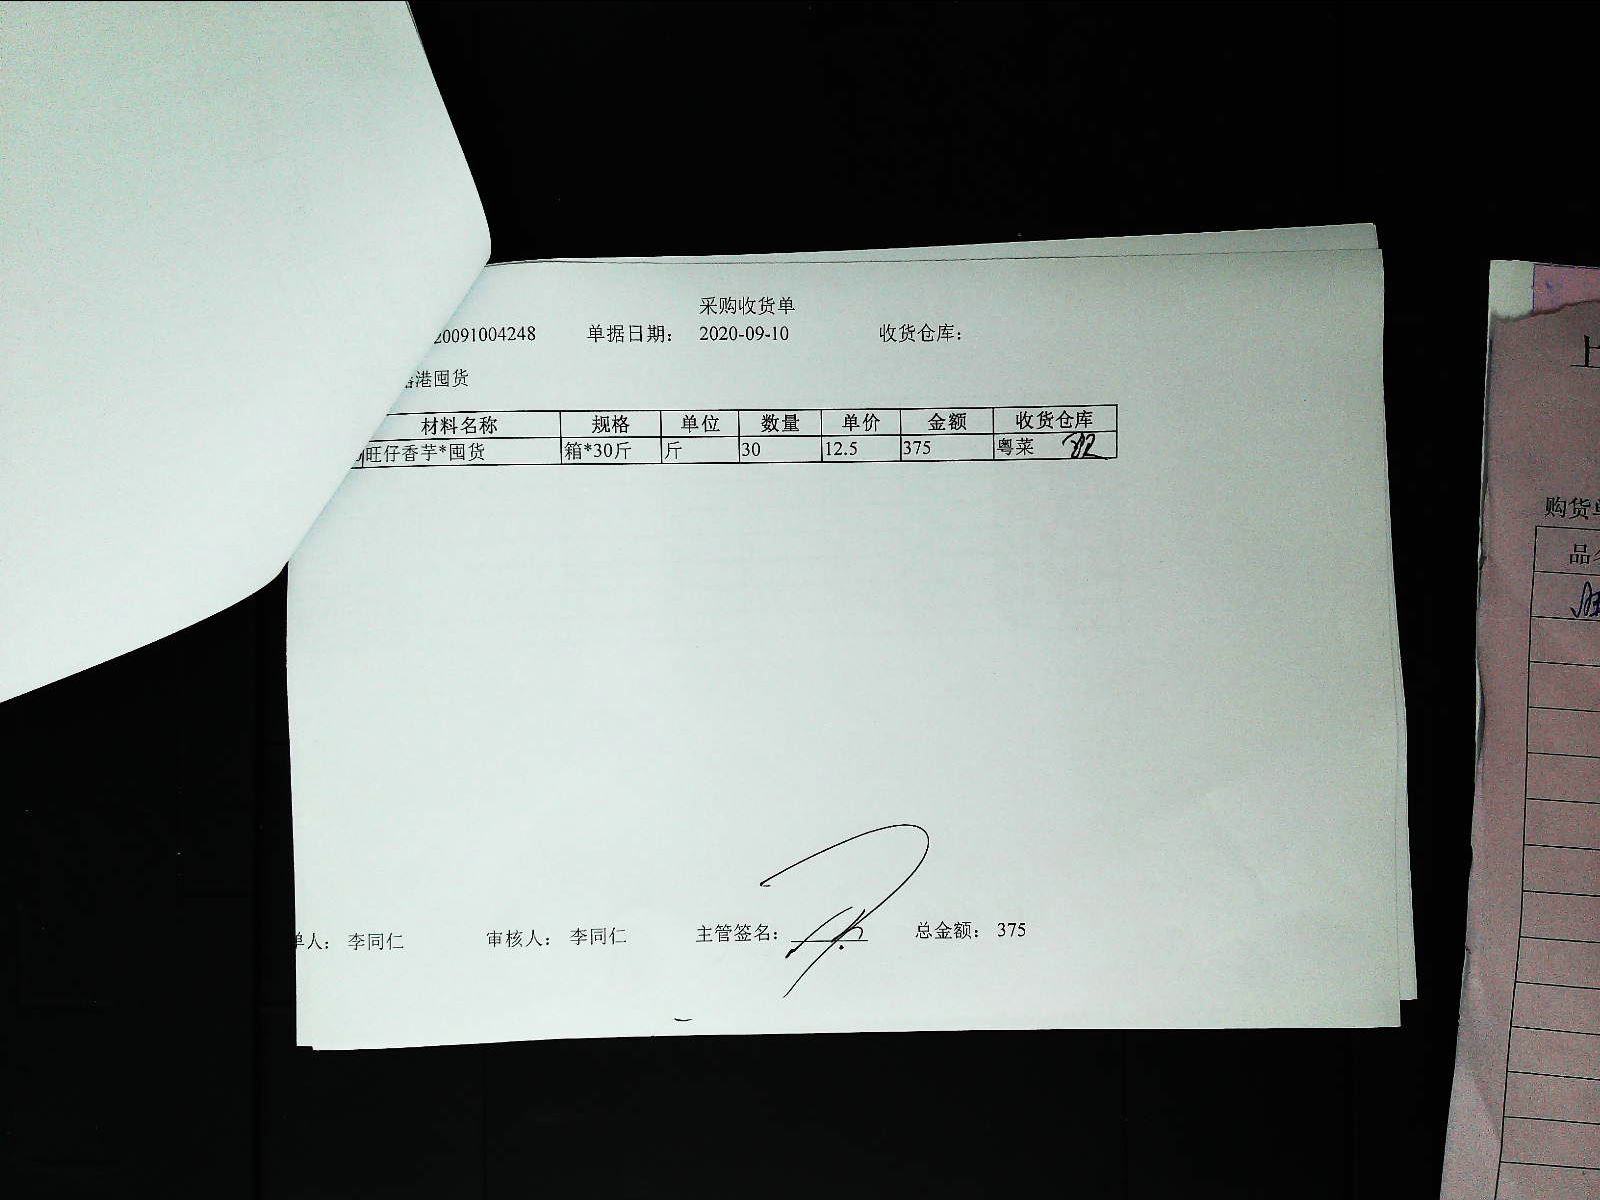 采购收货单
20091004248 单据日期： 2020-09-10 收货仓库：
港囤货
材料名称 规格 单位 数量 单价 金额 收货仓库
旺仔香芋*囤货 箱*30斤 斤 30 12.5 375 粤菜
单人： 李同仁 审核人： 李同仁 主管签名： 总金额： 375
上
购货单
品名
旺